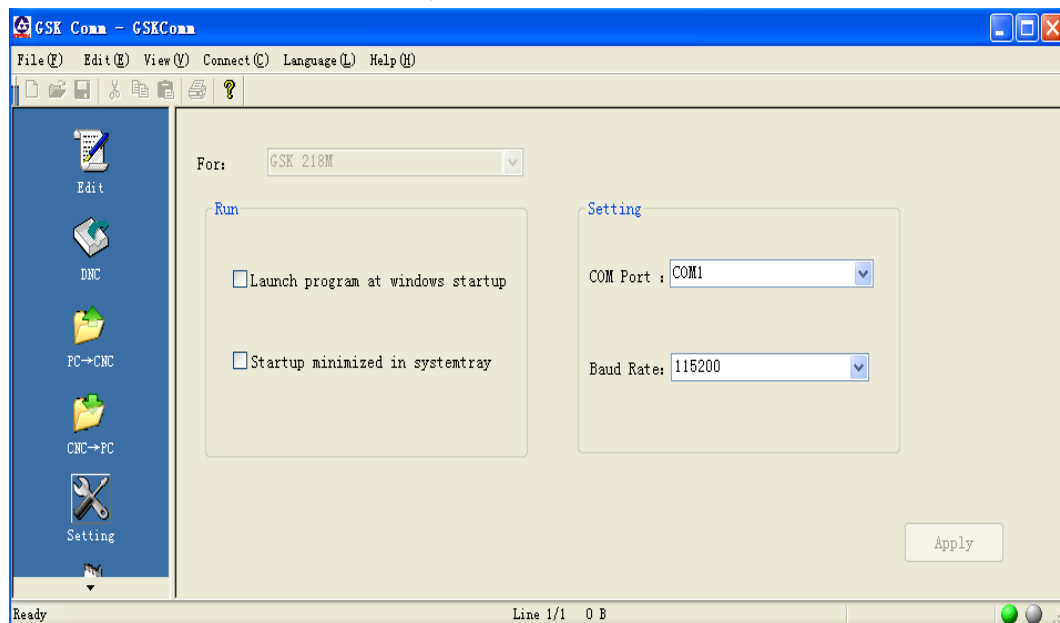 GSK Comm - GSKComm
File(F) Edit(E) View(V) Connect(C) Language(L) Help(H)
Edit
DNC
PC→CNC
CNC→PC
Setting
For: GSK 218M
Run
Launch program at windows startup
Startup minimized in systemtray
Setting
COM Port : COM1
Baud Rate: 115200
Apply
Ready Line 1/1 0 B